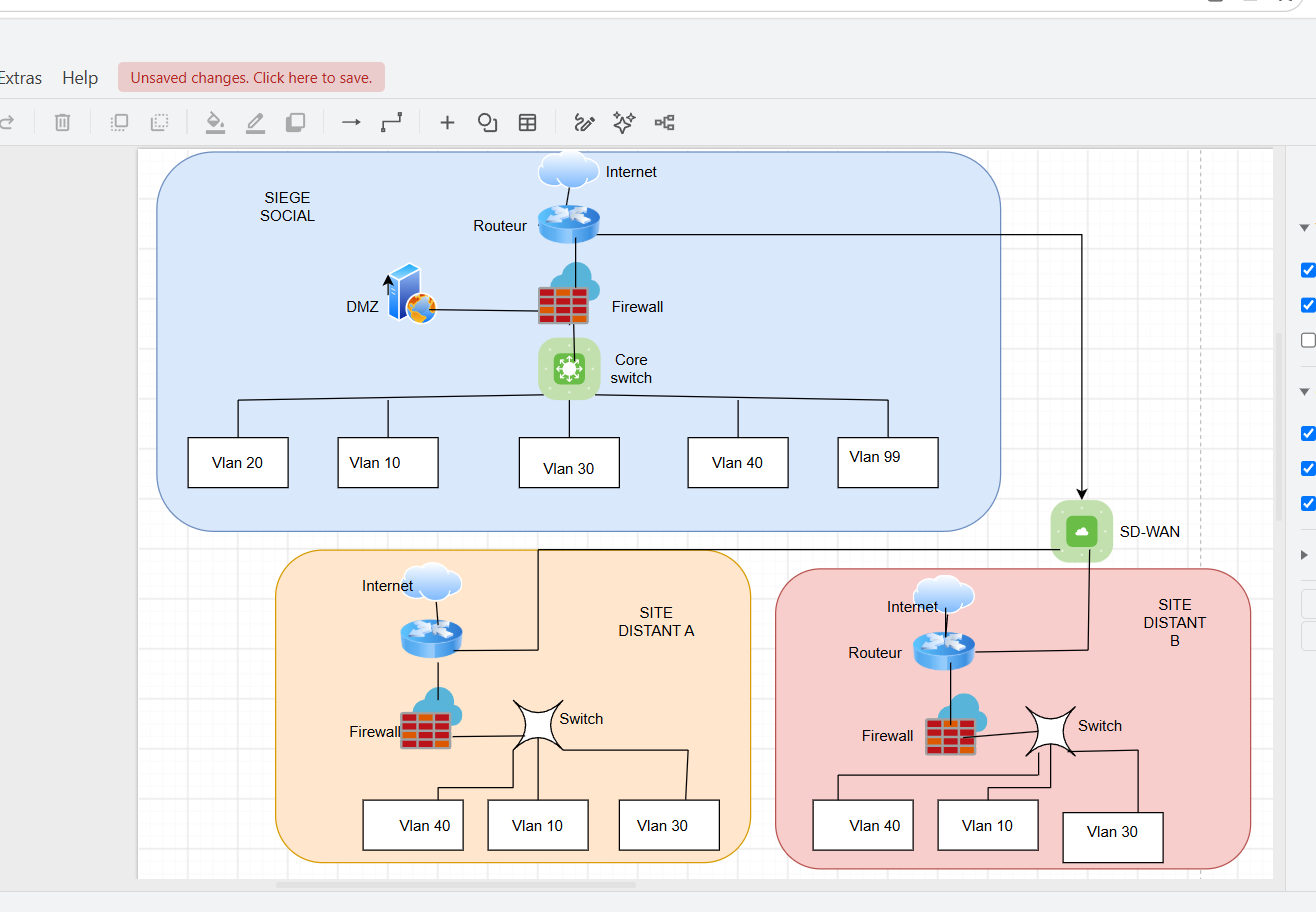 Extras Help Unsaved changes. Click here to save.
Internet
SIEGE
SOCIAL
Routeur
DMZ
Firewall
Core
switch
Vlan 20
Vlan 10
Vlan 30
Vlan 40
Vlan 99
SD-WAN
Internet
SITE
DISTANT A
Firewall
Switch
Vlan 40
Vlan 10
Vlan 30
Internet
SITE
DISTANT
B
Routeur
Firewall
Switch
Vlan 40
Vlan 10
Vlan 30